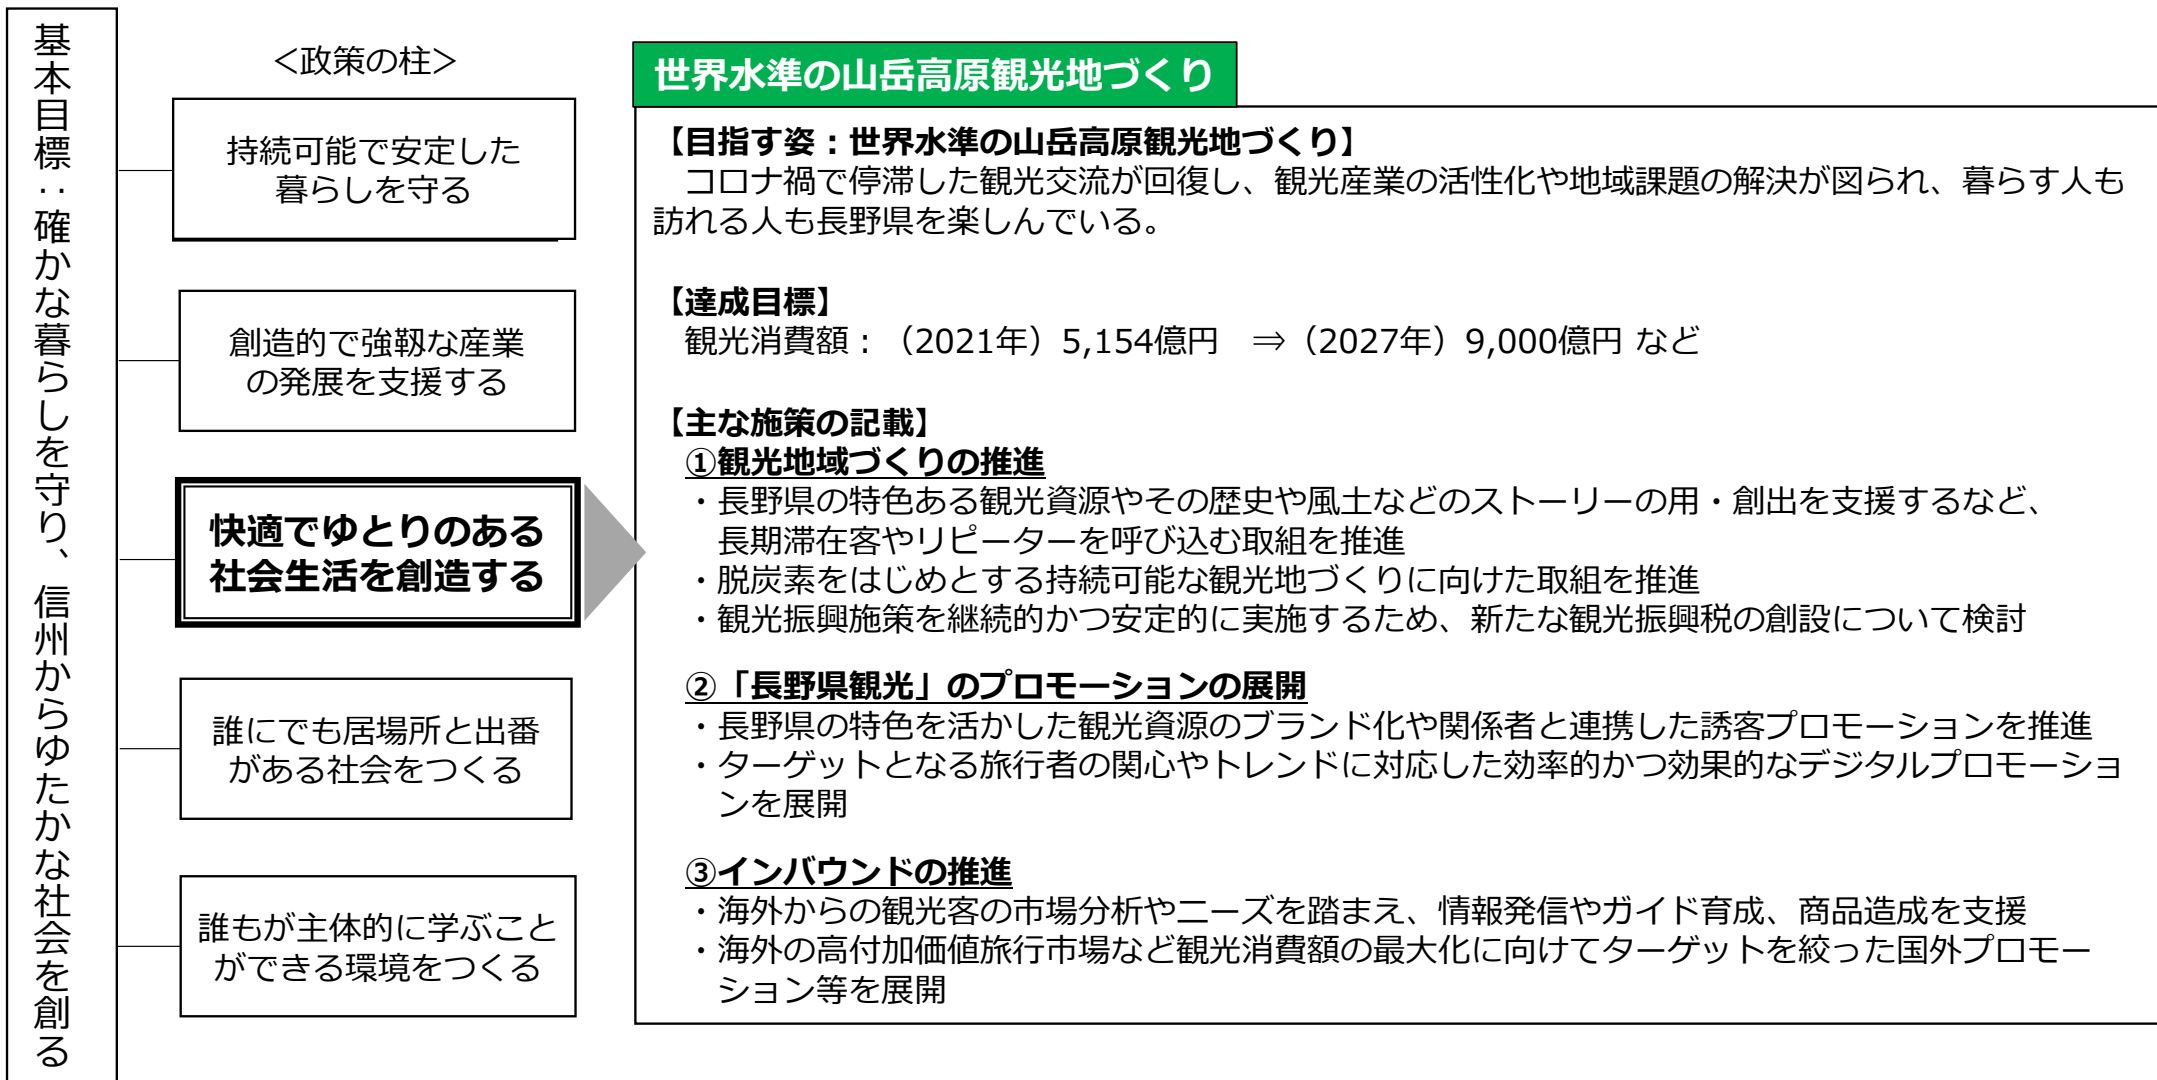 基本目標：確かな暮らしを守り、信州からゆたかな社会を創る
＜政策の柱＞
持続可能で安定した
暮らしを守る
創造的で強靱な産業
の発展を支援する
快適でゆとりのある
社会生活を創造する
誰にでも居場所と出番
がある社会をつくる
誰もが主体的に学ぶこと
ができる環境をつくる
世界水準の山岳高原観光地づくり
【目指す姿：世界水準の山岳高原観光地づくり】
コロナ禍で停滞した観光交流が回復し、観光産業の活性化や地域課題の解決が図られ、暮らす人も
訪れる人も長野県を楽しんでいる。
【達成目標】
観光消費額：（2021年）5,154億円　⇒（2027年）9,000億円 など
【主な施策の記載】
①観光地域づくりの推進
・長野県の特色ある観光資源やその歴史や風土などのストーリーの用・創出を支援するなど、
長期滞在客やリピーターを呼び込む取組を推進
・脱炭素をはじめとする持続可能な観光地づくりに向けた取組を推進
・観光振興施策を継続的かつ安定的に実施するため、新たな観光振興税の創設について検討
②「長野県観光」のプロモーションの展開
・長野県の特色を活かした観光資源のブランド化や関係者と連携した誘客プロモーションを推進
・ターゲットとなる旅行者の関心やトレンドに対応した効率的かつ効果的なデジタルプロモーショ
ンを展開
③インバウンドの推進
・海外からの観光客の市場分析やニーズを踏まえ、情報発信やガイド育成、商品造成を支援
・海外の高付加価値旅行市場など観光消費額の最大化に向けてターゲットを絞った国外プロモー
ション等を展開